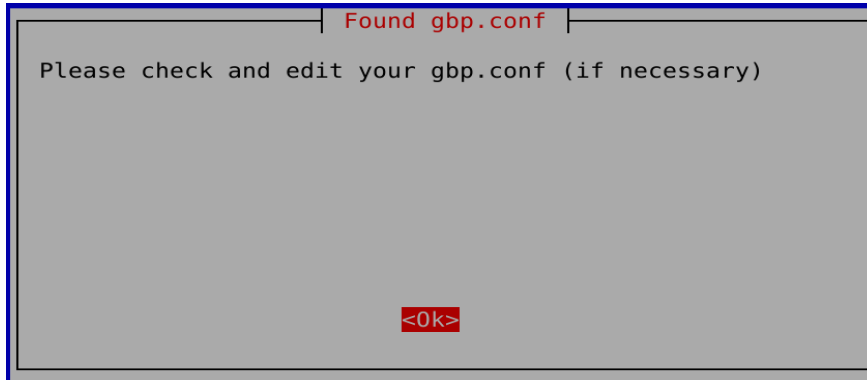 Found gbp.conf
Please check and edit your gbp.conf (if necessary)
<Ok>